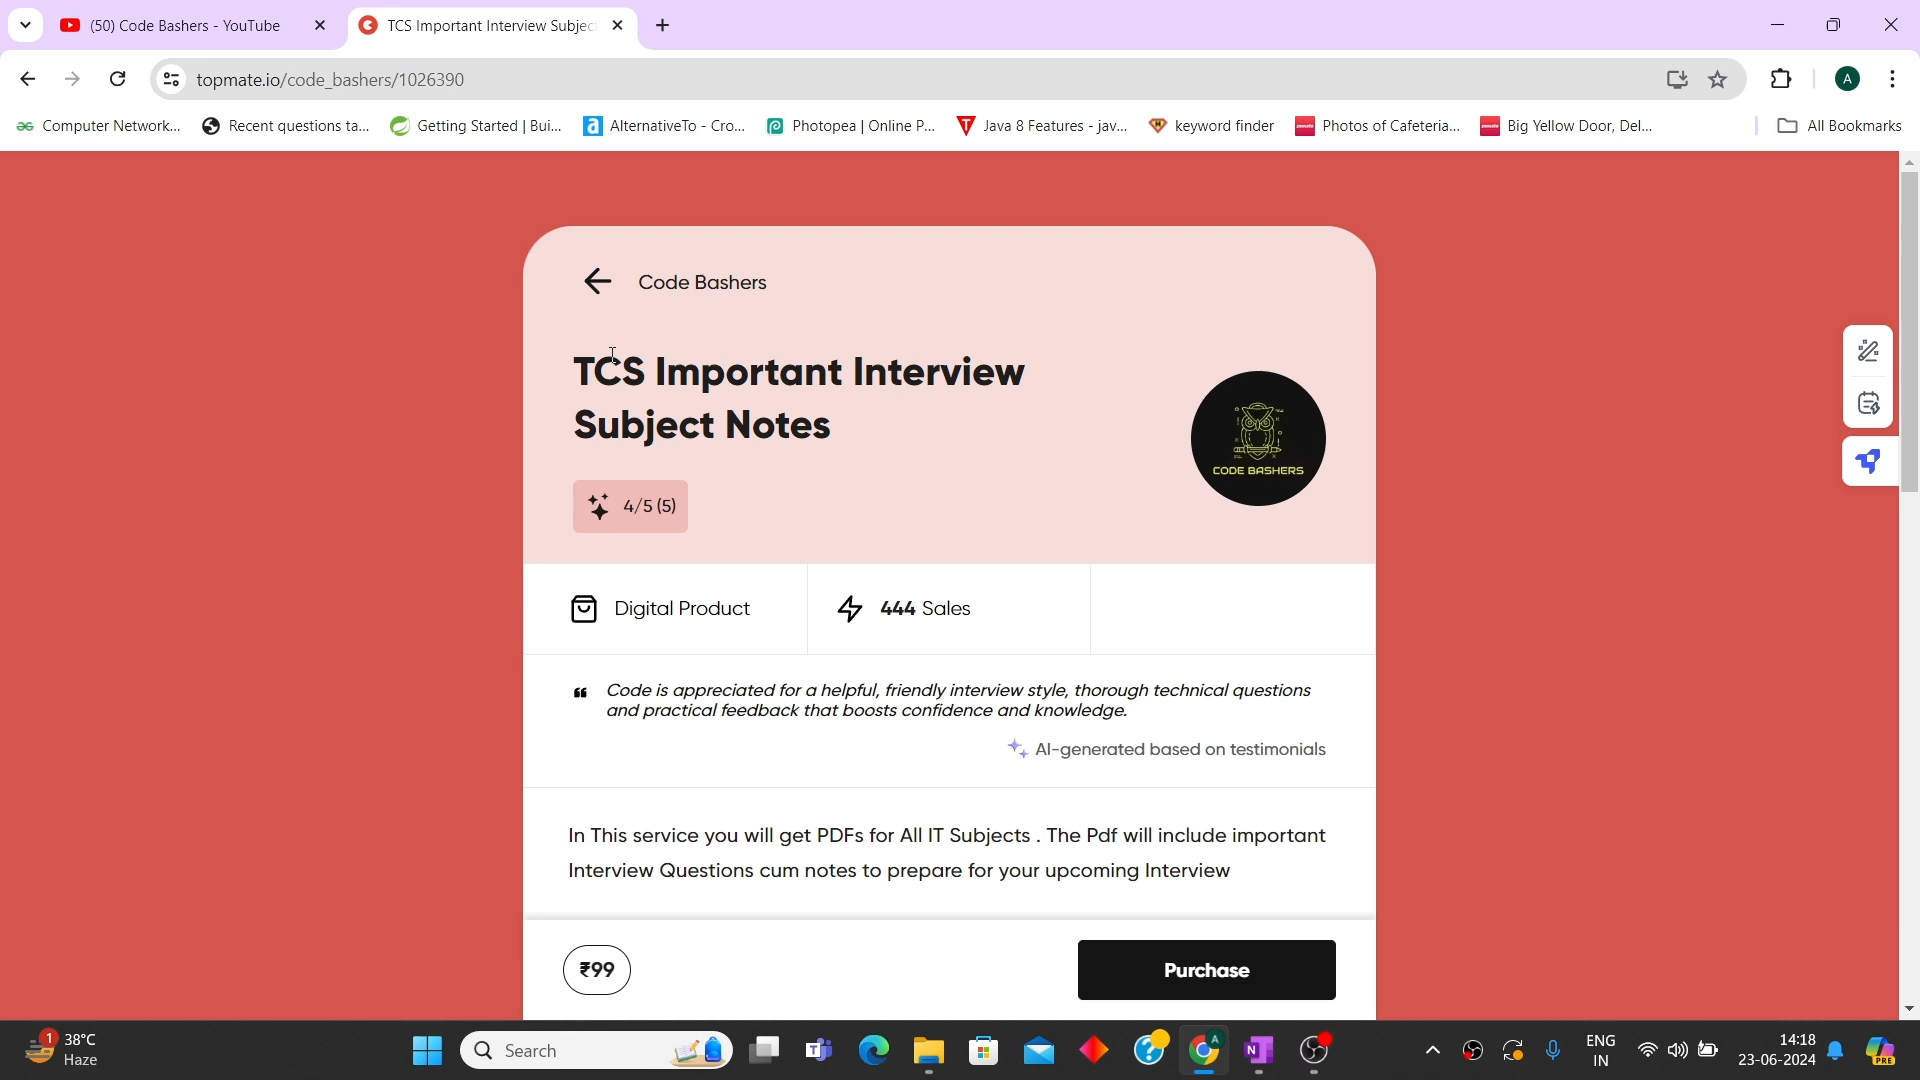 (50) Code Bashers - YouTube
TCS Important Interview Subjec
topmate.io/code_bashers/1026390
A
Computer Network...
Recent questions ta...
Getting Started | Bui...
AlternativeTo - Cro...
Photopea | Online P...
Java 8 Features - jav...
keyword finder
Photos of Cafeteria...
Big Yellow Door, Del...
All Bookmarks
Code Bashers
TCS Important Interview
Subject Notes
CODE BASHERS
4/5 (5)
Digital Product
444 Sales
“ Code is appreciated for a helpful, friendly interview style, thorough technical questions
and practical feedback that boosts confidence and knowledge.
AI-generated based on testimonials
In This service you will get PDFs for All IT Subjects . The Pdf will include important
Interview Questions cum notes to prepare for your upcoming Interview
₹99
Purchase
1
38°C
Haze
Search
ENG
IN
14:18
23-06-2024
PRE